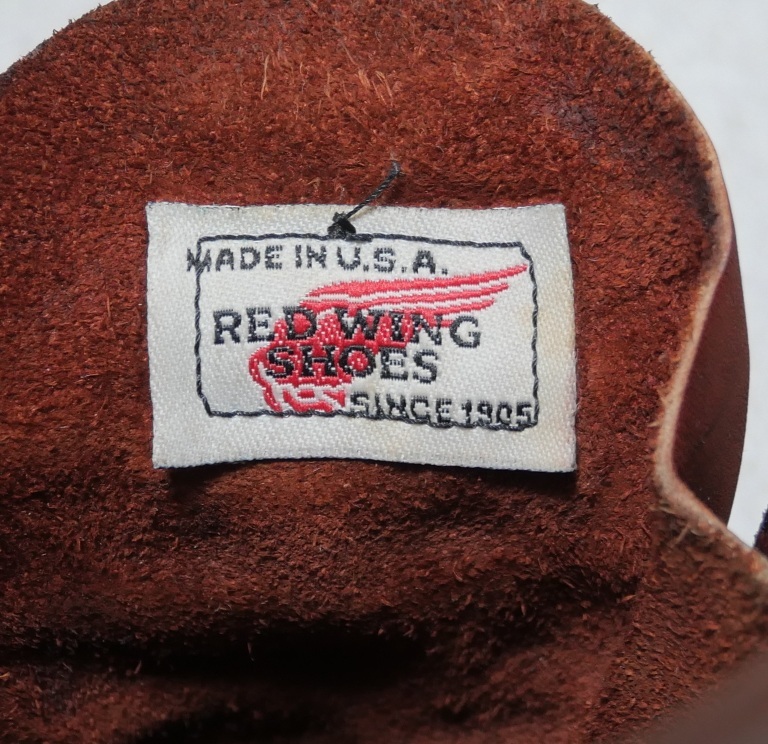 MADE IN U.S.A.
RED WING
SHOES
SINCE 1905